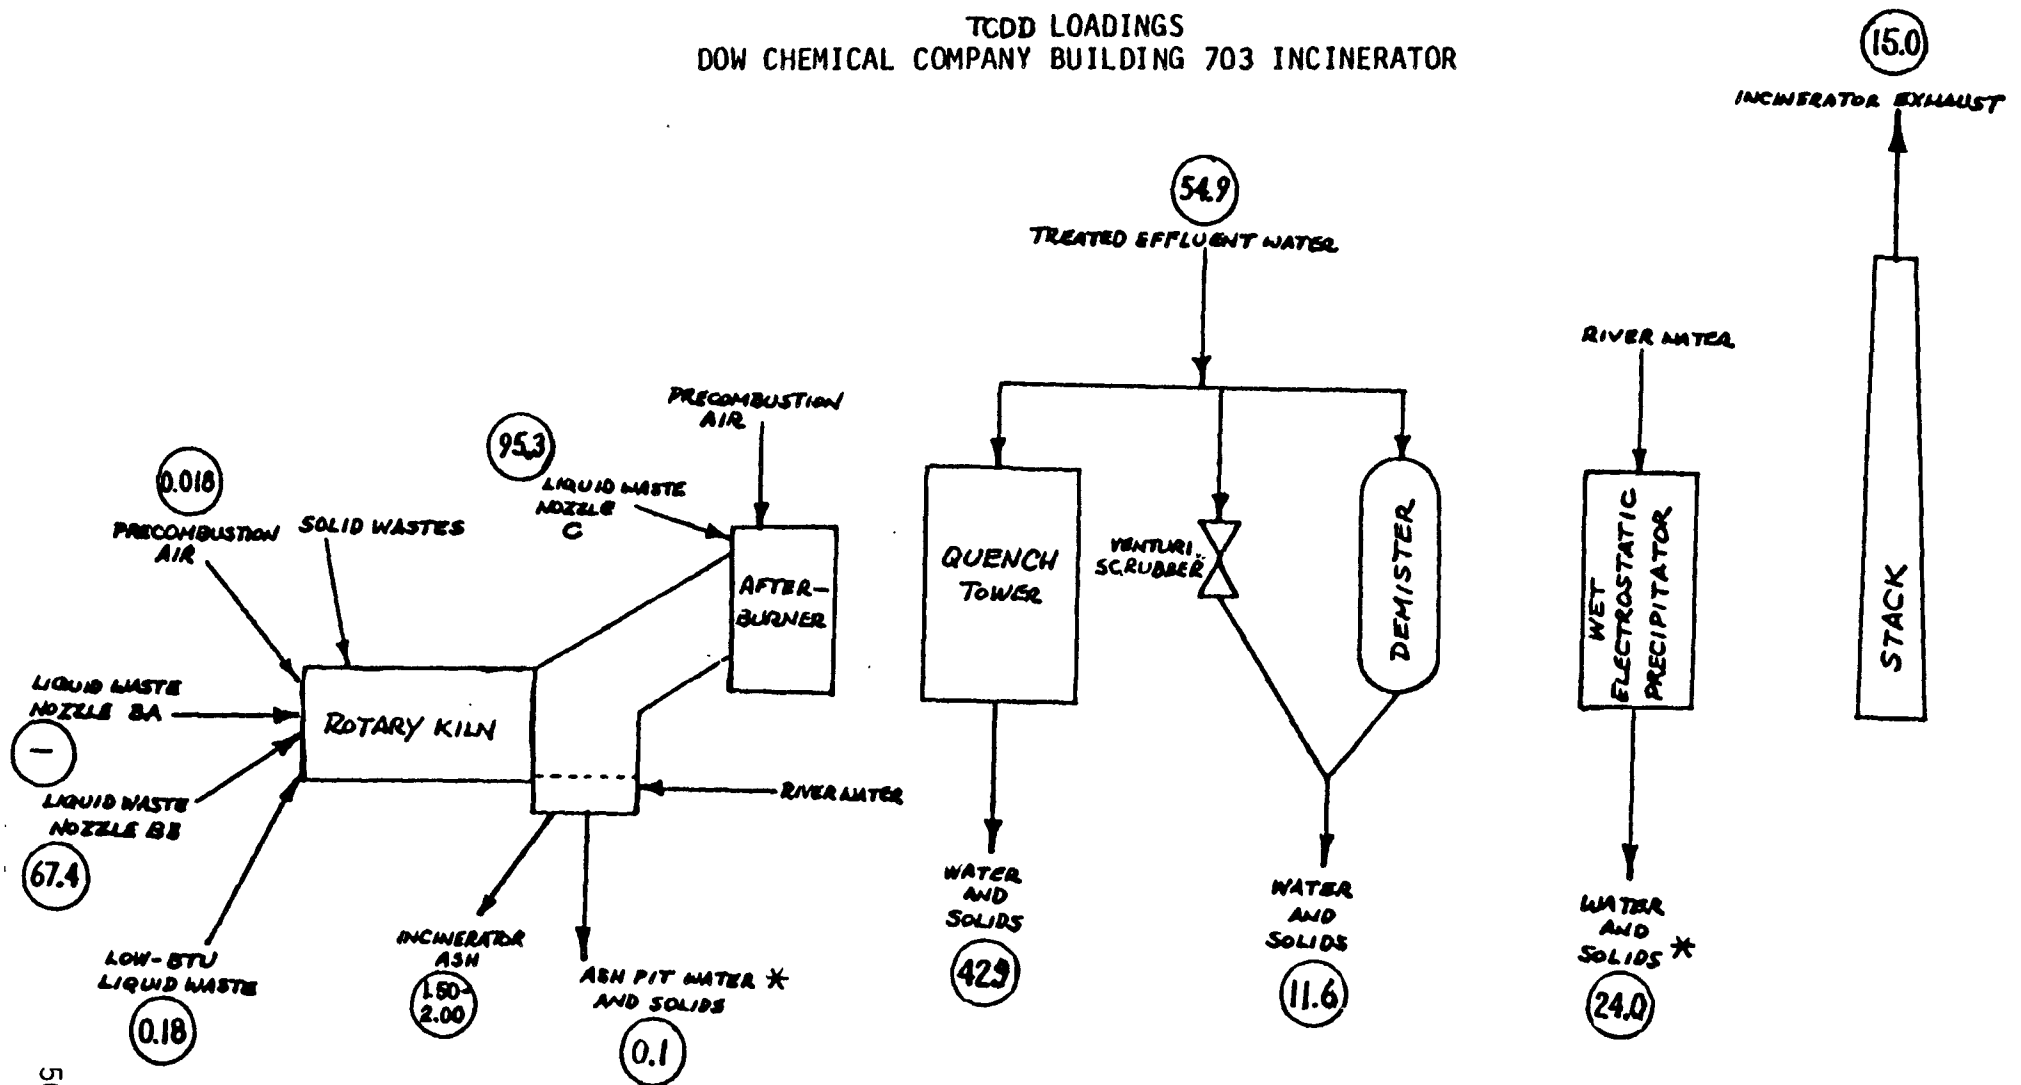 TCDD LOADINGS
DOW CHEMICAL COMPANY BUILDING 703 INCINERATOR
15.0
INCINERATOR EXHAUST
54.9
TREATED EFFLUENT WATER
RIVER WATER
PRECOMBUSTION
AIR
95.3
LIQUID WASTE
NOZZLE
C
0.018
PRECOMBUSTION
AIR
SOLID WASTES
AFTER-
BURNER
QUENCH
TOWER
VENTURI
SCRUBBER
DEMISTER
WET
ELECTROSTATIC
PRECIPITATOR
STACK
LIQUID WASTE
NOZZLE BA
—
ROTARY KILN
LIQUID WASTE
NOZZLE BB
67.4
RIVER WATER
LOW-BTU
LIQUID WASTE
0.18
INCINERATOR
ASH
1.50-
2.00
ASH PIT WATER *
AND SOLIDS
0.1
WATER
AND
SOLIDS
42.9
WATER
AND
SOLIDS
11.6
WATER
AND
SOLIDS *
24.0